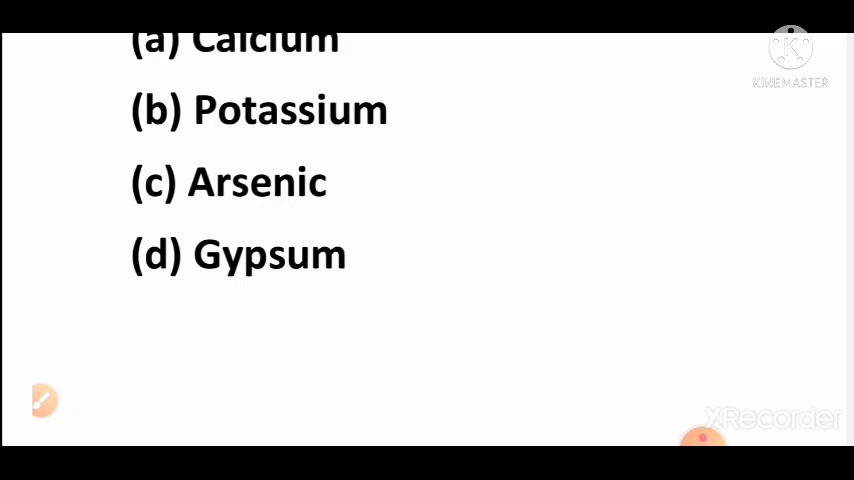 (a) Calcium
(b) Potassium
(c) Arsenic
(d) Gypsum
KINEMASTER
XRecorder